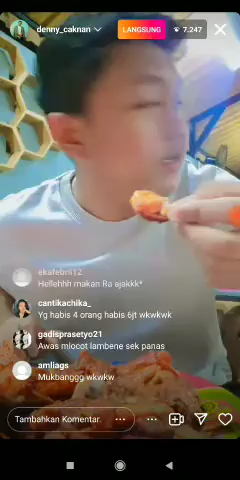 denny_caknan
LANGSUNG
7.247
ekafebrii12
Hellehhh makan Ra ajakkk*
cantikachika_
Yg habis 4 orang habis 6jt wkwkwk
gadisprasetyo21
Awas mlocot lambene sek panas
amliags
Mukbanggg wkwkw
Tambahkan Komentar.